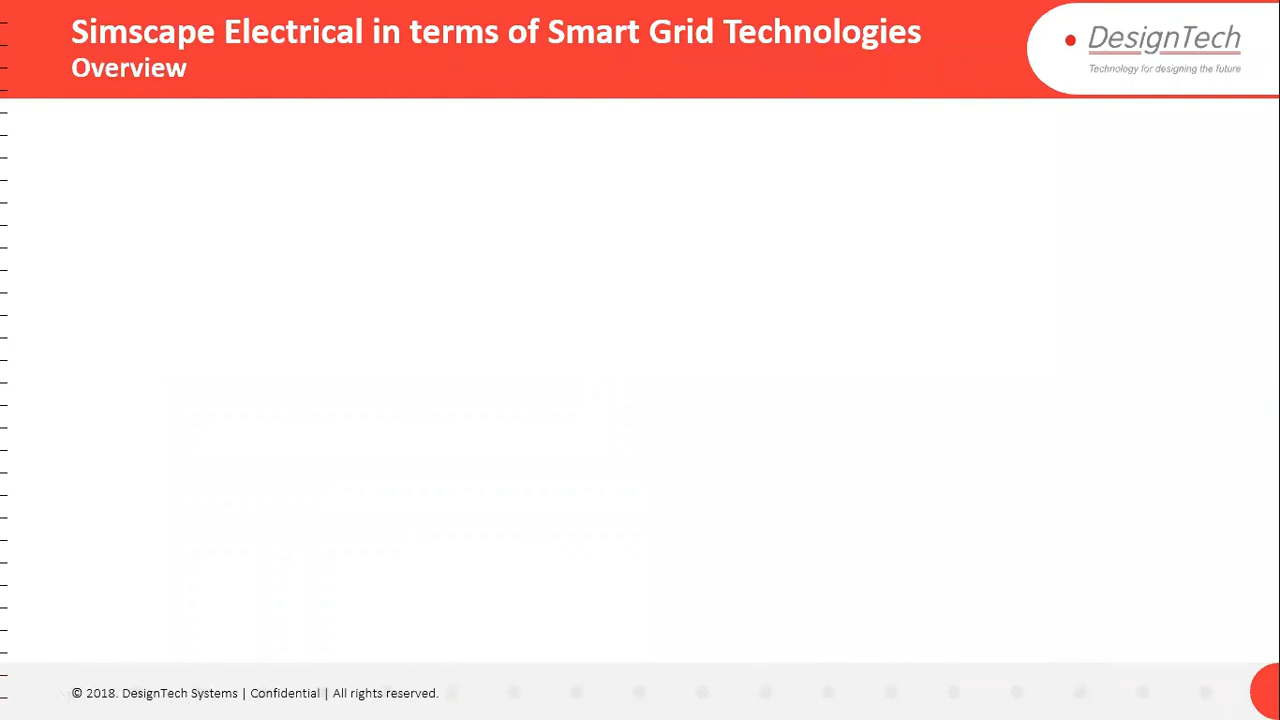 Simscape Electrical in terms of Smart Grid Technologies
Overview
DesignTech
Technology for designing the future
© 2018. DesignTech Systems | Confidential | All rights reserved.